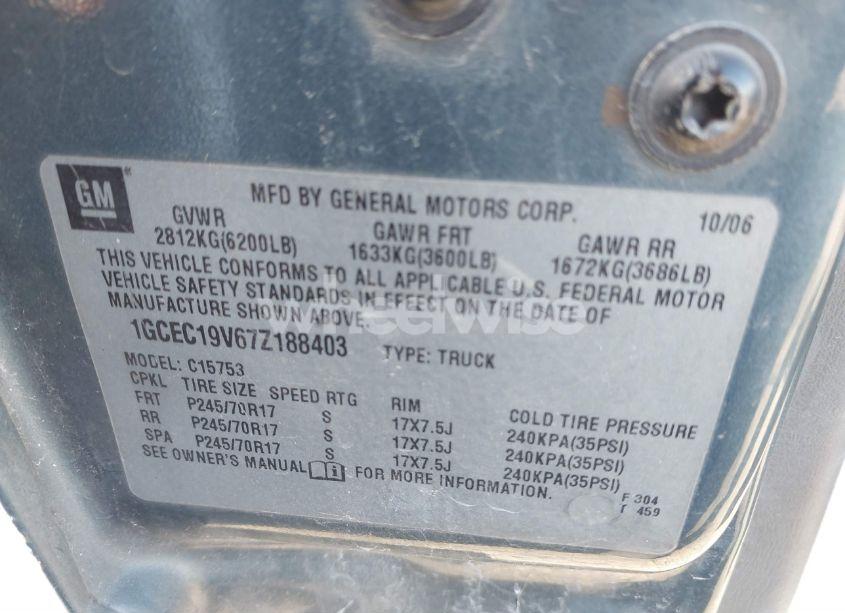 GM
MFD BY GENERAL MOTORS CORP.
10/06
GVWR GAWR FRT GAWR RR
2812KG(6200LB) 1633KG(3600LB) 1672KG(3686LB)
THIS VEHICLE CONFORMS TO ALL APPLICABLE U.S. FEDERAL MOTOR
VEHICLE SAFETY STANDARDS IN EFFECT ON THE DATE OF
MANUFACTURE SHOWN ABOVE.
1GCEC19V67Z188403 TYPE: TRUCK
MODEL: C15753
CPKL TIRE SIZE SPEED RTG RIM COLD TIRE PRESSURE
FRT P245/70R17 S 17X7.5J 240KPA(35PSI)
RR P245/70R17 S 17X7.5J 240KPA(35PSI)
SPA P245/70R17 S 17X7.5J 240KPA(35PSI)
SEE OWNER'S MANUAL i FOR MORE INFORMATION.
F 304
459
wheelwise